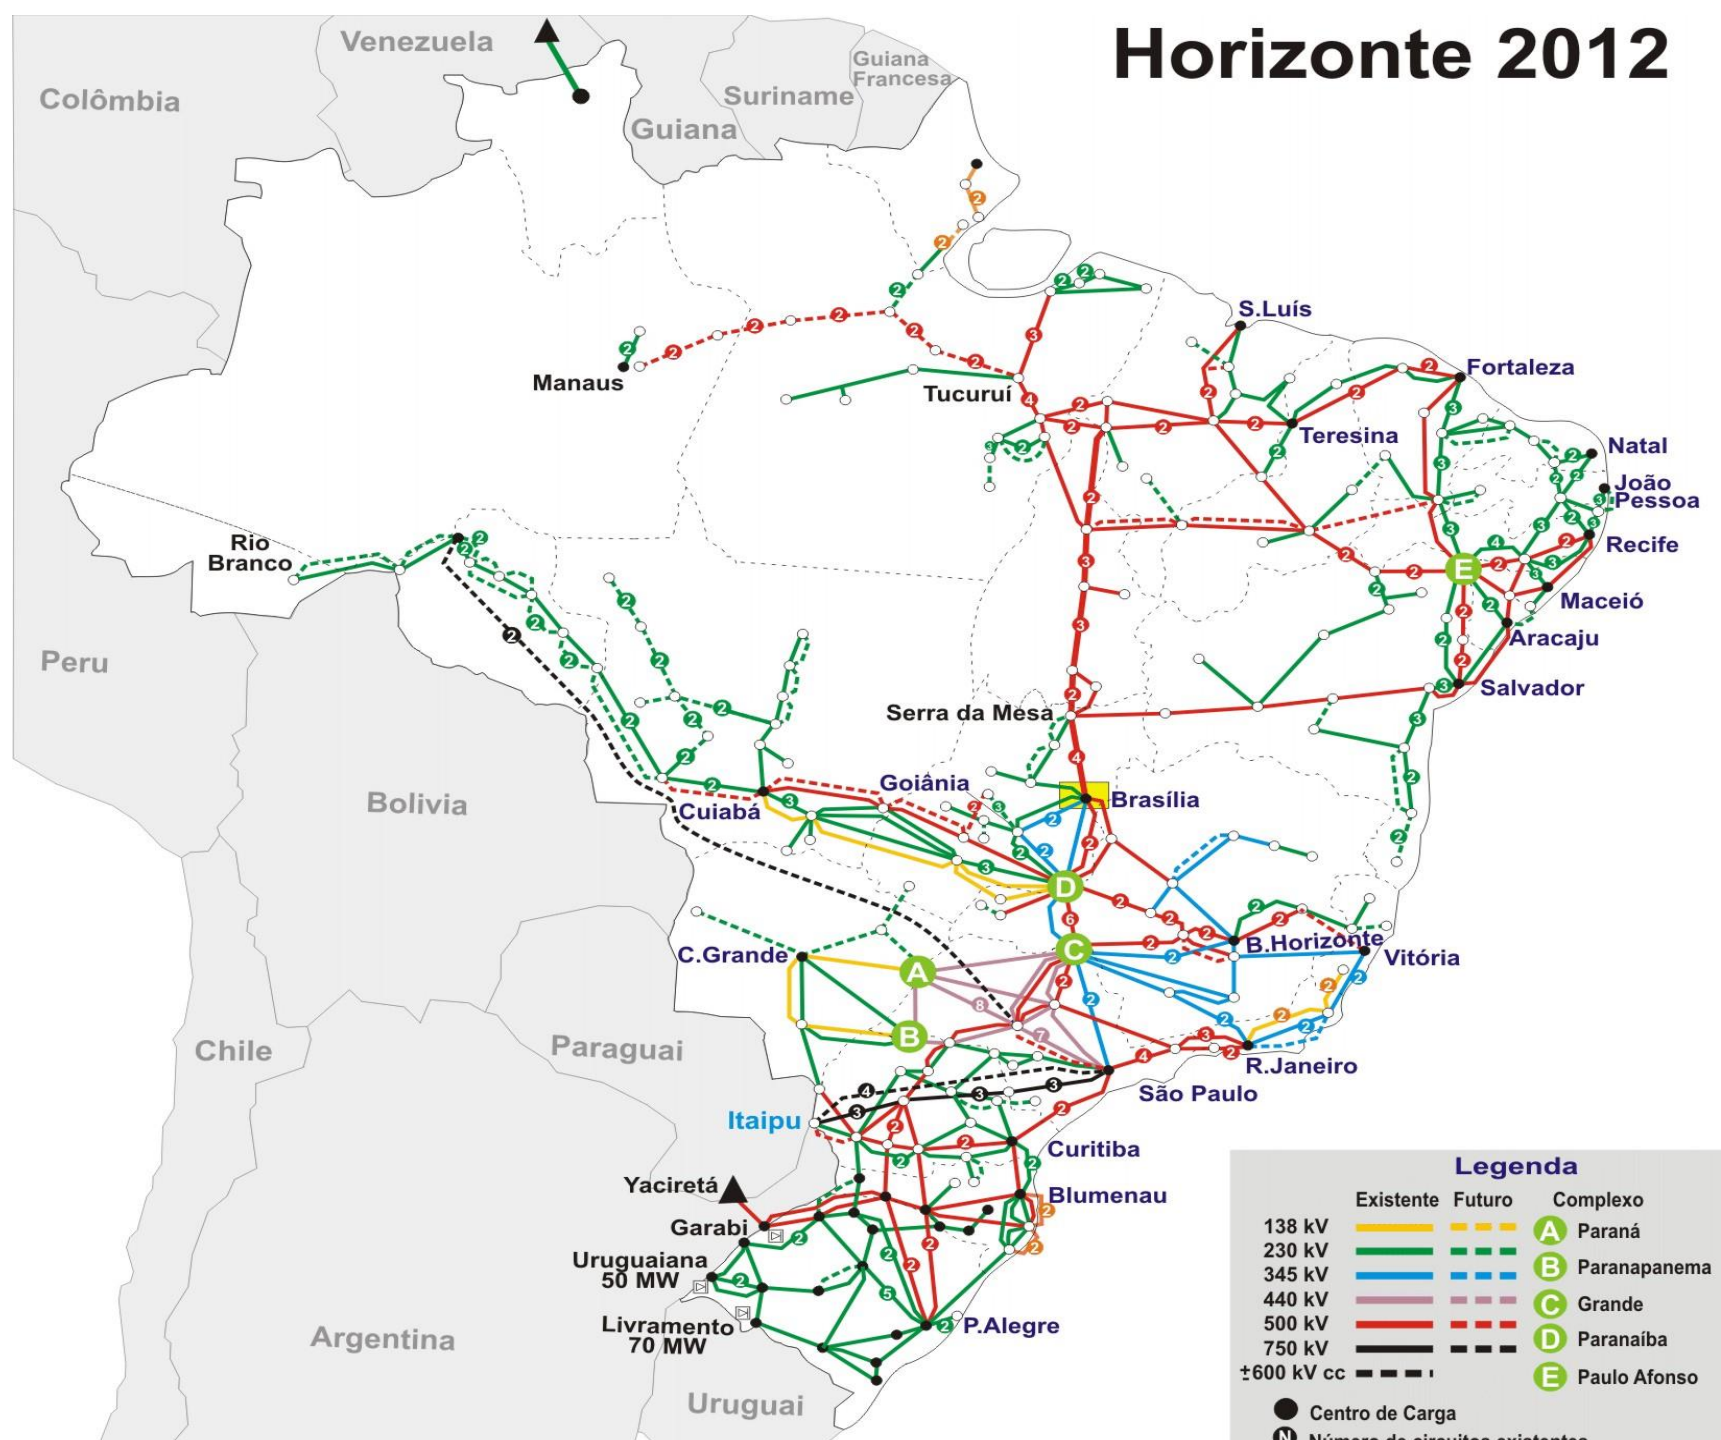 Horizonte 2012
Venezuela
Guiana
Francesa
Colômbia
Suriname
Guiana
S.Luís
Fortaleza
Manaus
Tucuruí
Teresina
Natal
João
Pessoa
Rio
Branco
Recife
E
Maceió
Aracaju
Peru
Salvador
Serra da Mesa
Goiânia
Brasília
Bolivia
Cuiabá
D
B.Horizonte
C.Grande
C
Vitória
A
B
Chile
Paraguai
R.Janeiro
São Paulo
Itaipu
Curitiba
Yaciretá
Blumenau
Garabi
Uruguaiana
50 MW
Livramento
70 MW
P.Alegre
Argentina
Uruguai
Legenda
Existente Futuro Complexo
138 kV A Paraná
230 kV
345 kV B Paranapanema
440 kV C Grande
500 kV
750 kV D Paranaíba
±600 kV cc E Paulo Afonso
Centro de Carga
N Número de circuitos existentes